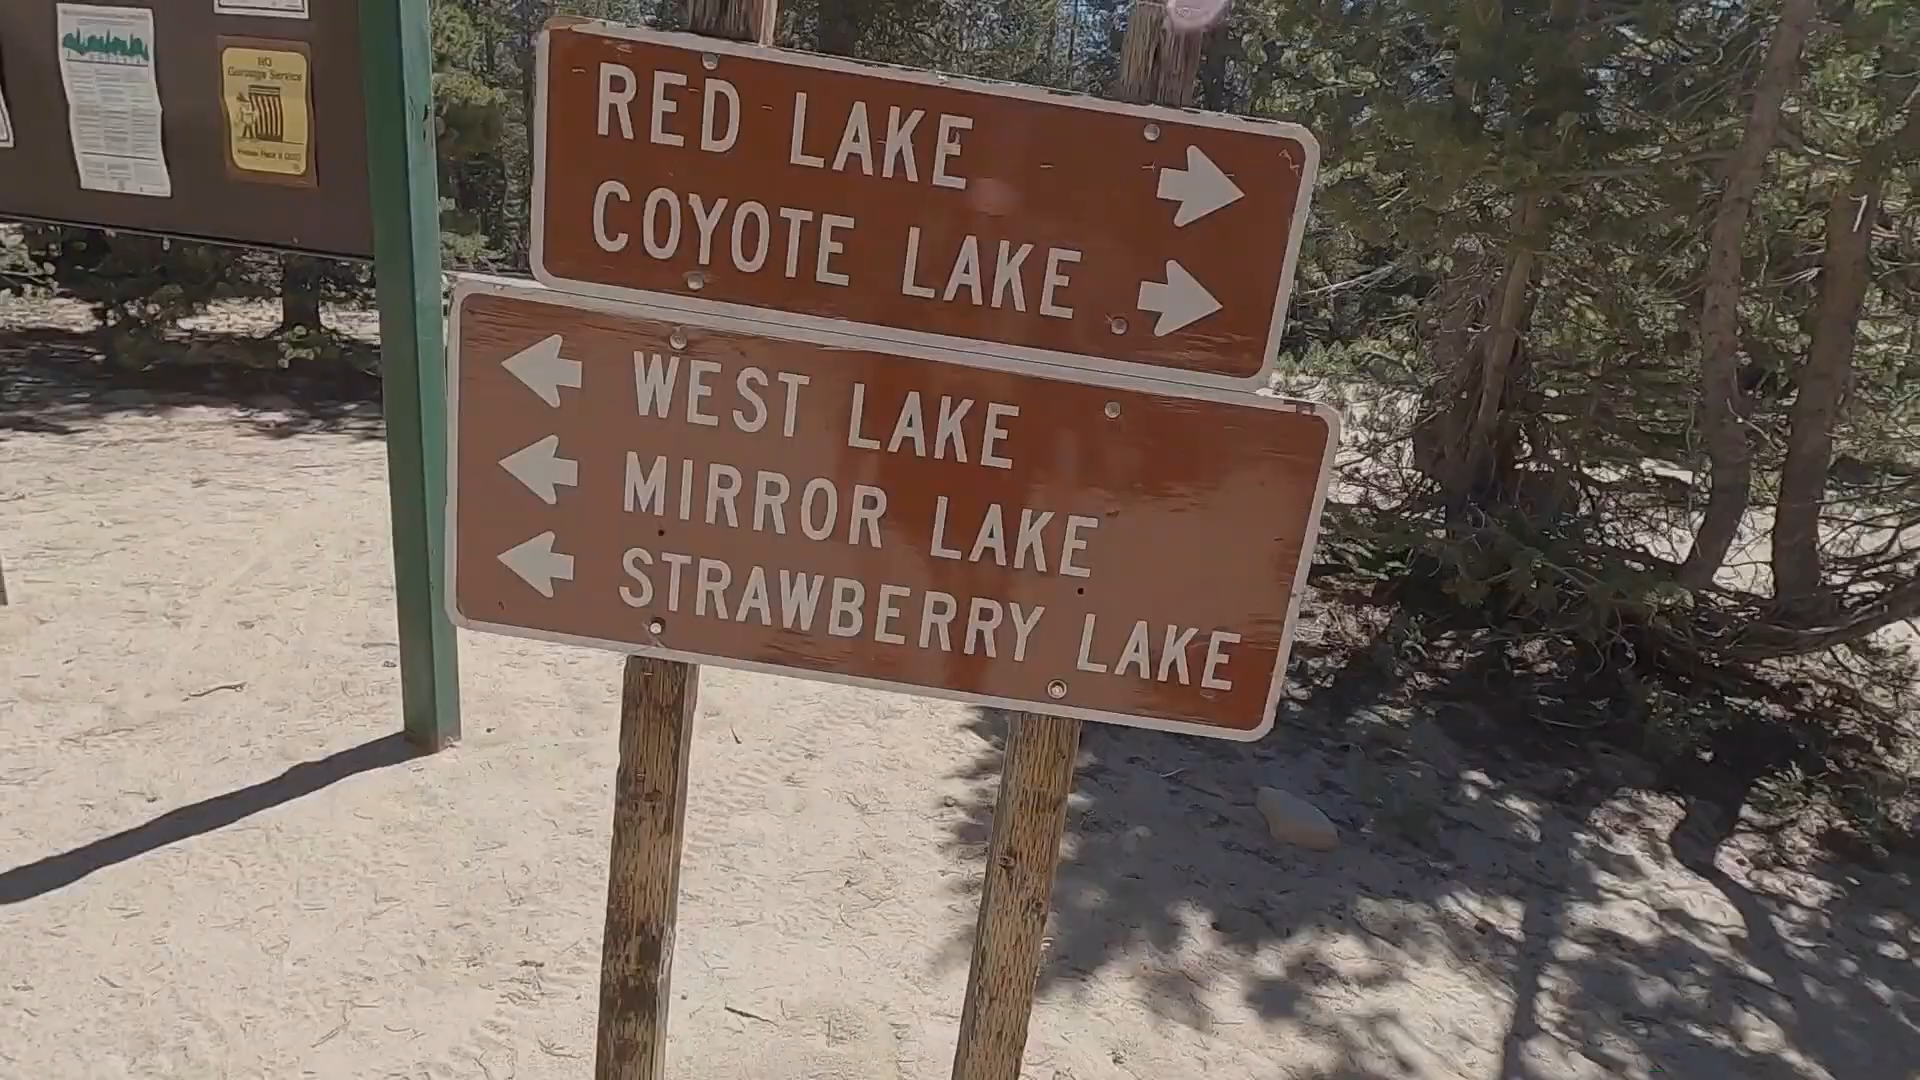 NO
Garbage Service
RED LAKE
COYOTE LAKE
WEST LAKE
MIRROR LAKE
STRAWBERRY LAKE